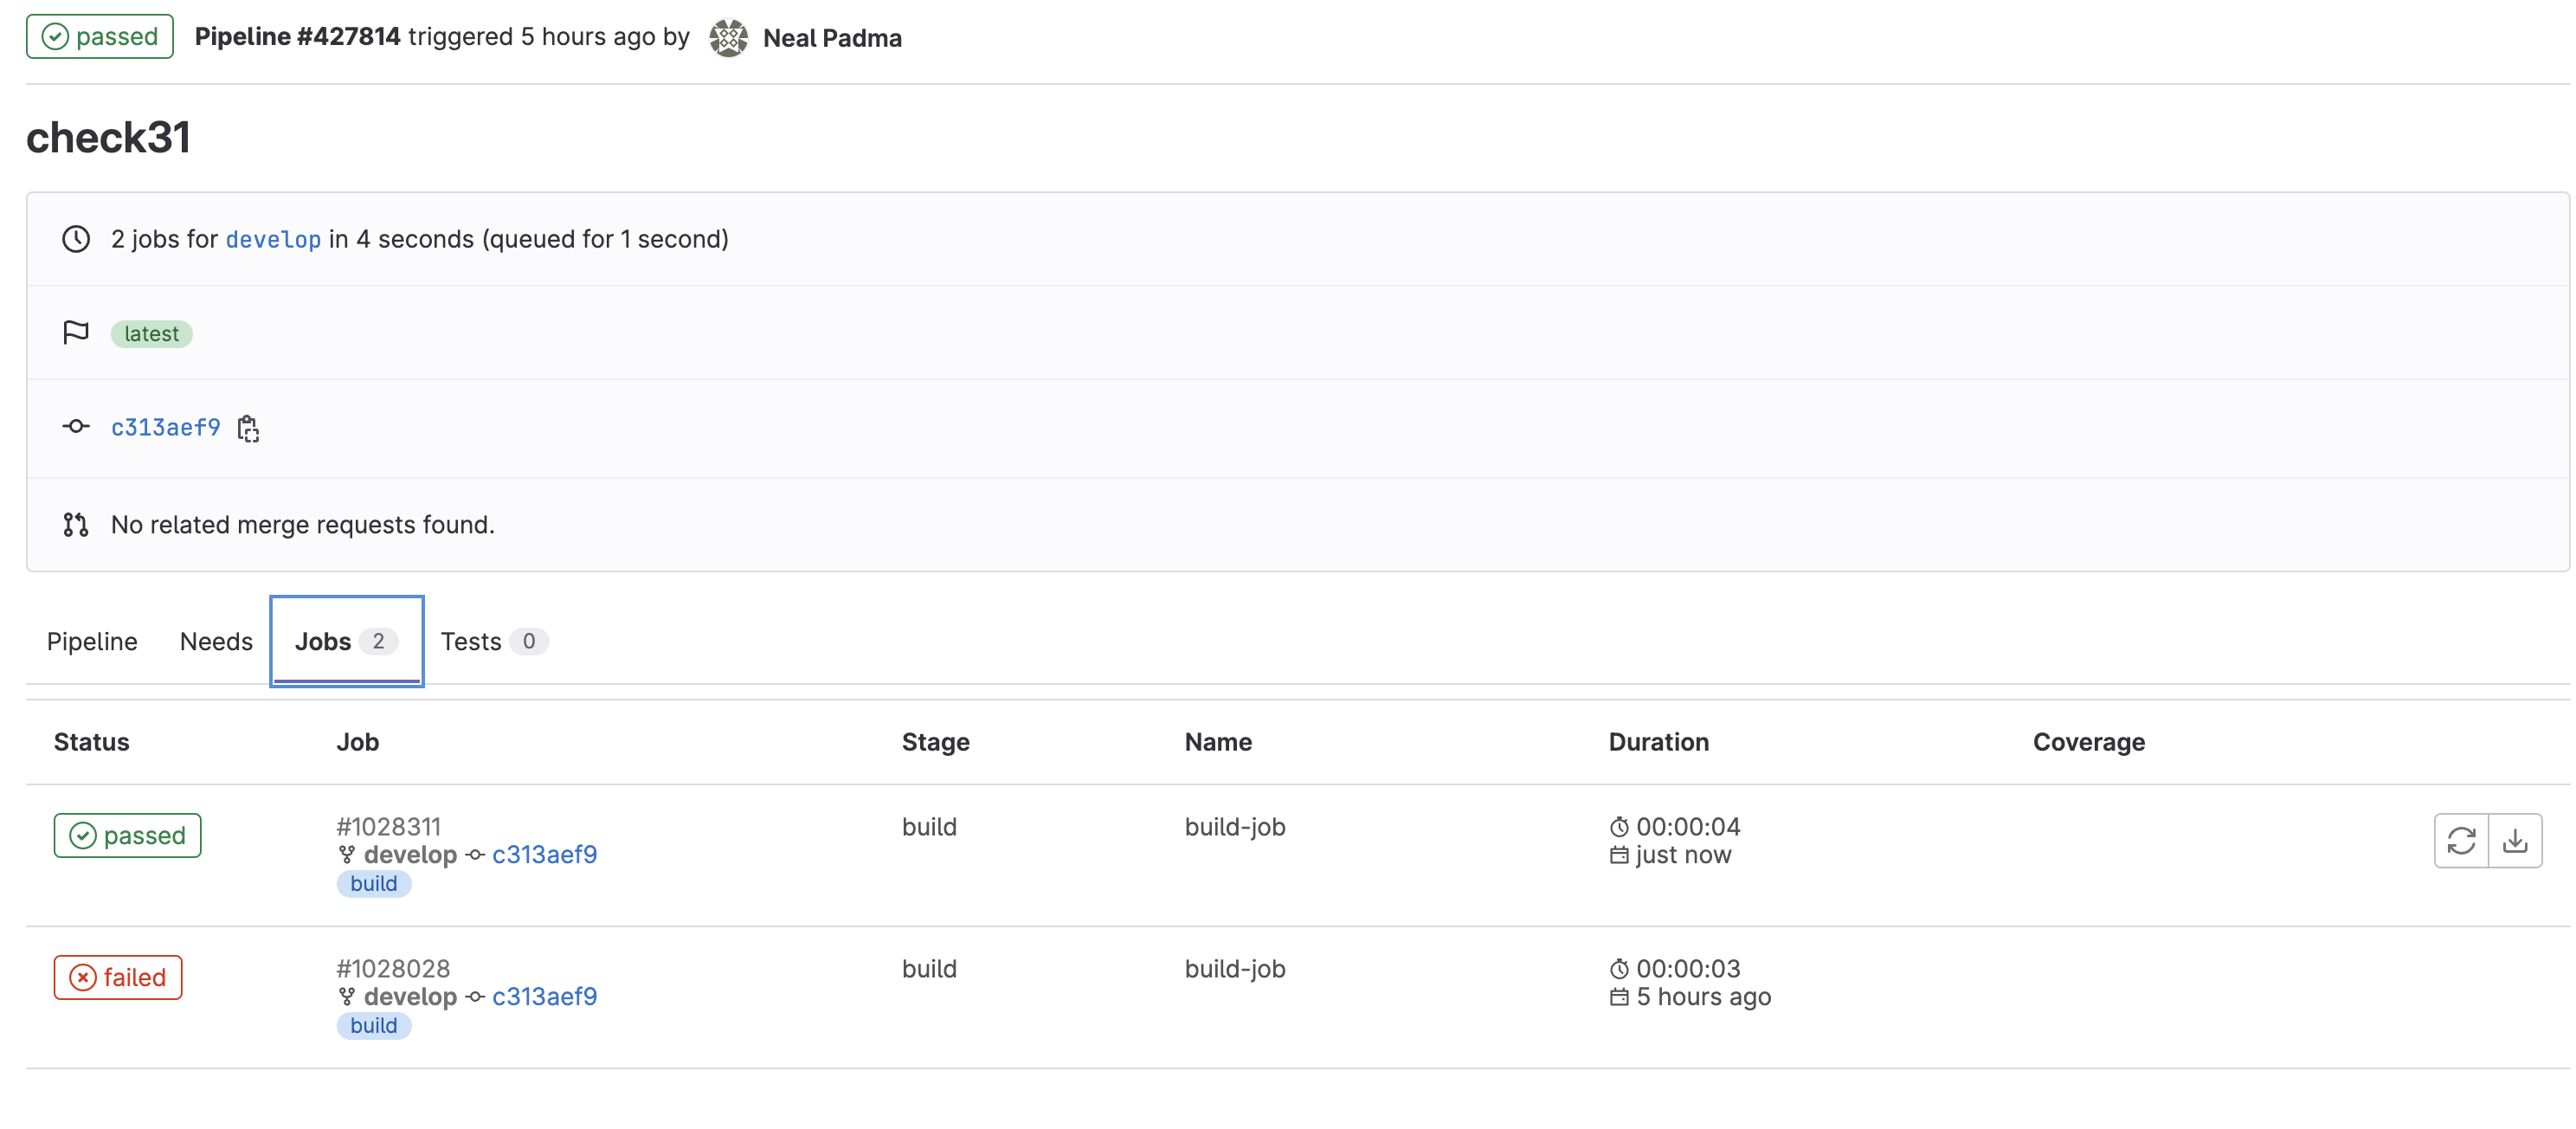 passed Pipeline #427814 triggered 5 hours ago by Neal Padma
check31
2 jobs for develop in 4 seconds (queued for 1 second)
latest
c313aef9
No related merge requests found.
Pipeline Needs Jobs 2 Tests 0
Status Job Stage Name Duration Coverage
passed #1028311 build build-job 00:00:04
develop c313aef9 just now
build
failed #1028028 build build-job 00:00:03
develop c313aef9 5 hours ago
build